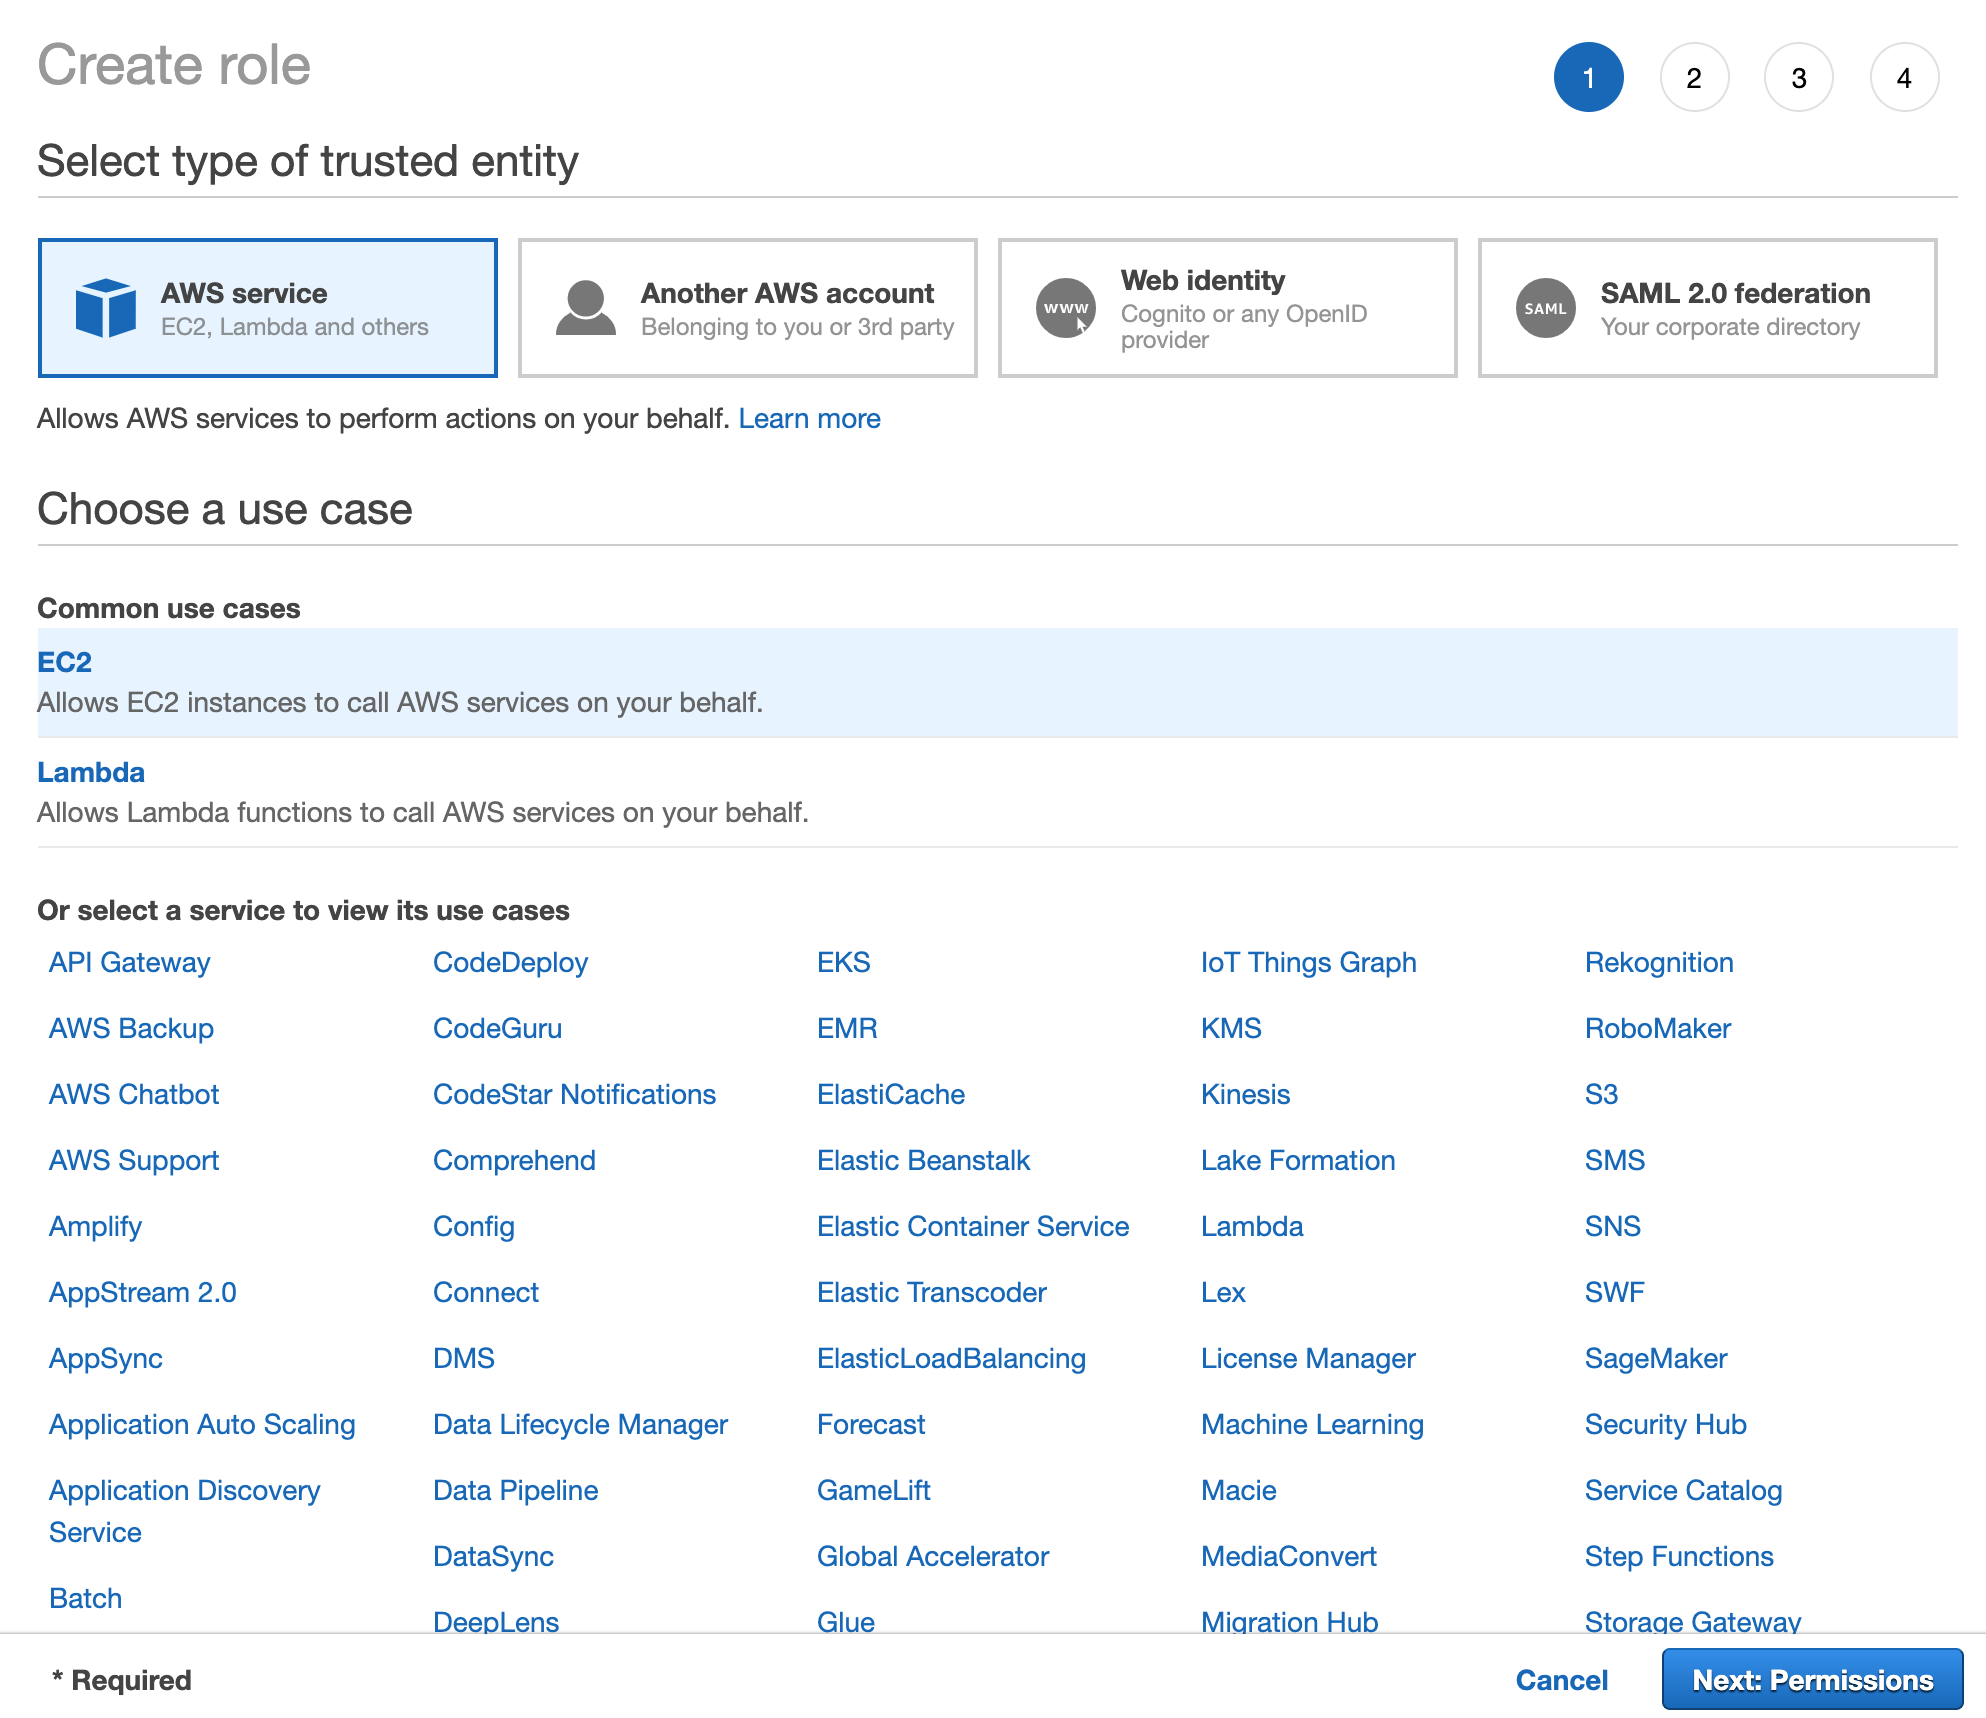 Create role
1 2 3 4
Select type of trusted entity
AWS service
EC2, Lambda and others
Another AWS account
Belonging to you or 3rd party
WWW
Web identity
Cognito or any OpenID
provider
SAML
SAML 2.0 federation
Your corporate directory
Allows AWS services to perform actions on your behalf. Learn more
Choose a use case
Common use cases
EC2
Allows EC2 instances to call AWS services on your behalf.
Lambda
Allows Lambda functions to call AWS services on your behalf.
Or select a service to view its use cases
API Gateway
AWS Backup
AWS Chatbot
AWS Support
Amplify
AppStream 2.0
AppSync
Application Auto Scaling
Application Discovery
Service
Batch
CodeDeploy
CodeGuru
CodeStar Notifications
Comprehend
Config
Connect
DMS
Data Lifecycle Manager
Data Pipeline
DataSync
DeepLens
EKS
EMR
ElastiCache
Elastic Beanstalk
Elastic Container Service
Elastic Transcoder
ElasticLoadBalancing
Forecast
GameLift
Global Accelerator
Glue
IoT Things Graph
KMS
Kinesis
Lake Formation
Lambda
Lex
License Manager
Machine Learning
Macie
MediaConvert
Migration Hub
Rekognition
RoboMaker
S3
SMS
SNS
SWF
SageMaker
Security Hub
Service Catalog
Step Functions
Storage Gateway
* Required
Cancel
Next: Permissions